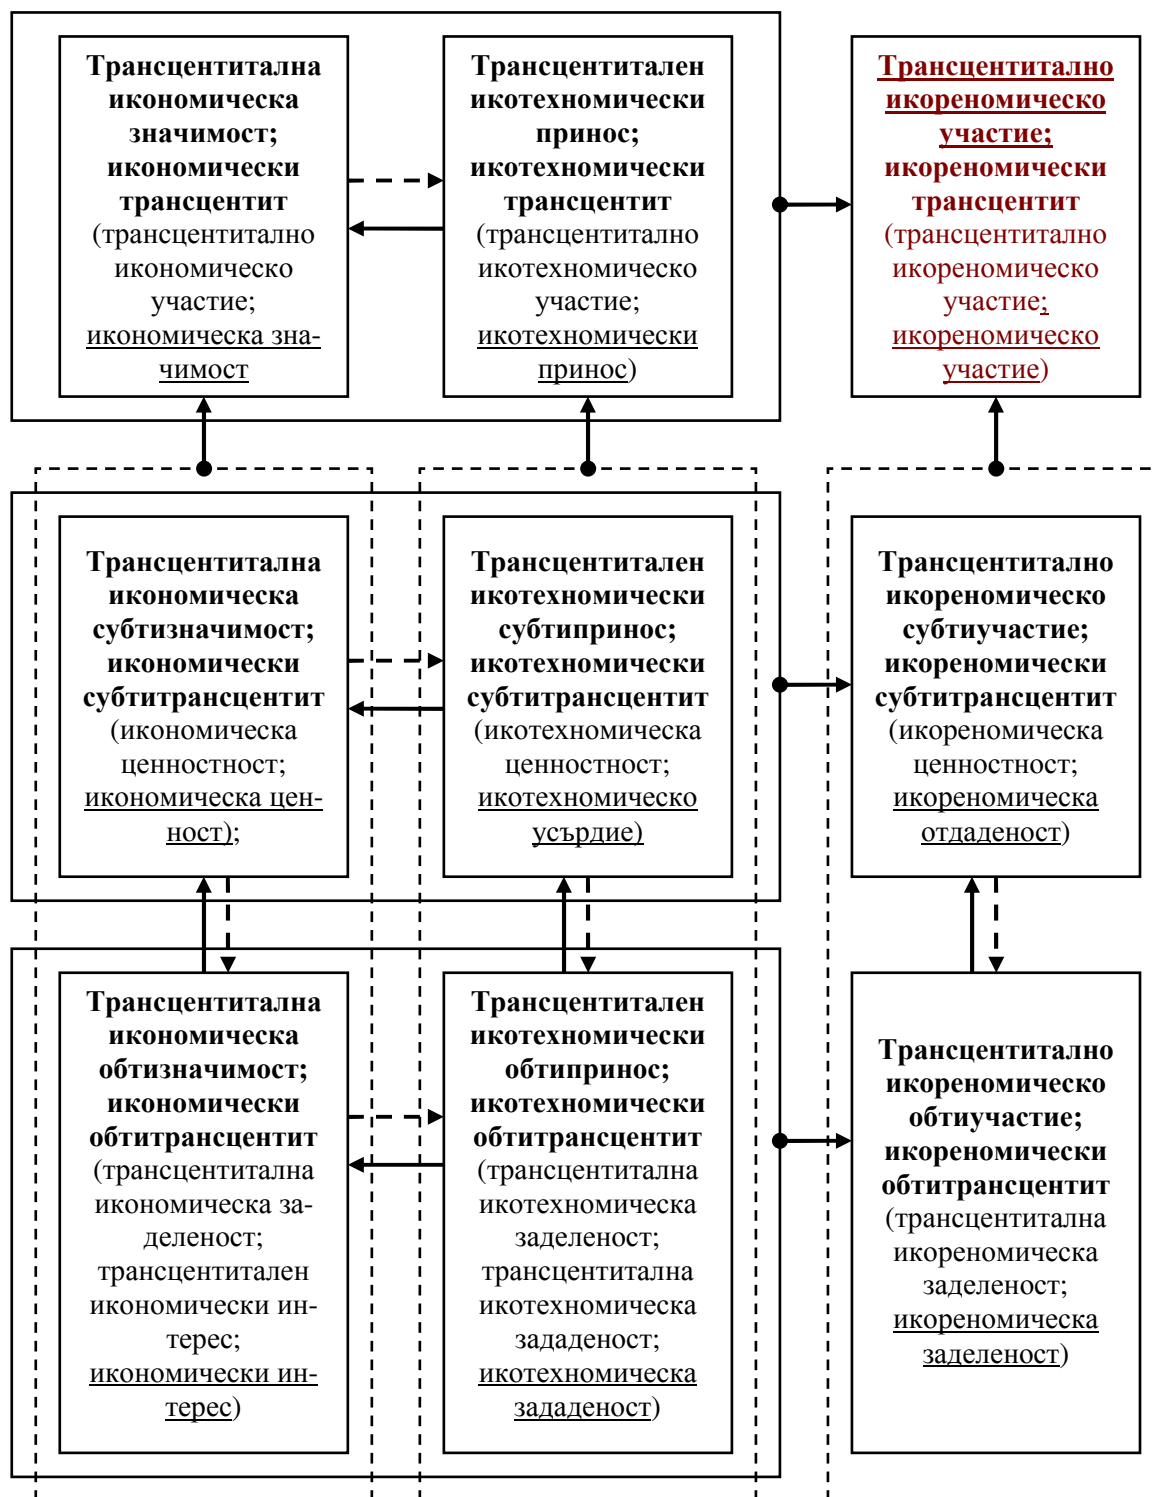 Трансцентитална
икономическа
значимост;
икономически
трансцентит
(трансцентитално
икономическо
участие;
икономическа зна-
чимост
Трансцентитален
икотехномически
принос;
икотехномически
трансцентит
(трансцентитално
икотехномическо
участие;
икотехномически
принос)
Трансцентитално
икореномическо
участие;
икореномически
трансцентит
(трансцентитално
икореномическо
участие;
икореномическо
участие)
Трансцентитална
икономическа
субтизначимост;
икономически
субтитрансцентит
(икономическа
ценностност;
икономическа цен-
ност);
Трансцентитален
икотехномически
субтипринос;
икотехномически
субтитрансцентит
(икотехномическа
ценностност;
икотехномическо
усърдие)
Трансцентитално
икореномическо
субтиучастие;
икореномически
субтитрансцентит
(икореномическа
ценностност;
икореномическа
отдаденост)
Трансцентитална
икономическа
обтизначимост;
икономически
обтитрансцентит
(трансцентитална
икономическа за-
деленост;
трансцентитален
икономически ин-
терес;
икономически ин-
терес)
Трансцентитален
икотехномически
обтипринос;
икотехномически
обтитрансцентит
(трансцентитална
икотехномическа
заделеност;
трансцентитална
икотехномическа
зададеност;
икотехномическа
зададеност)
Трансцентитално
икореномическо
обтиучастие;
икореномически
обтитрансцентит
(трансцентитална
икореномическа
заделеност;
икореномическа
заделеност)